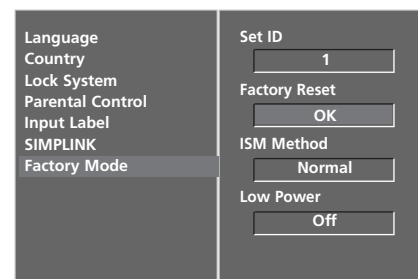 Language
Country
Lock System
Parental Control
Input Label
SIMPLINK
Factory Mode
Set ID
1
Factory Reset
OK
ISM Method
Normal
Low Power
Off